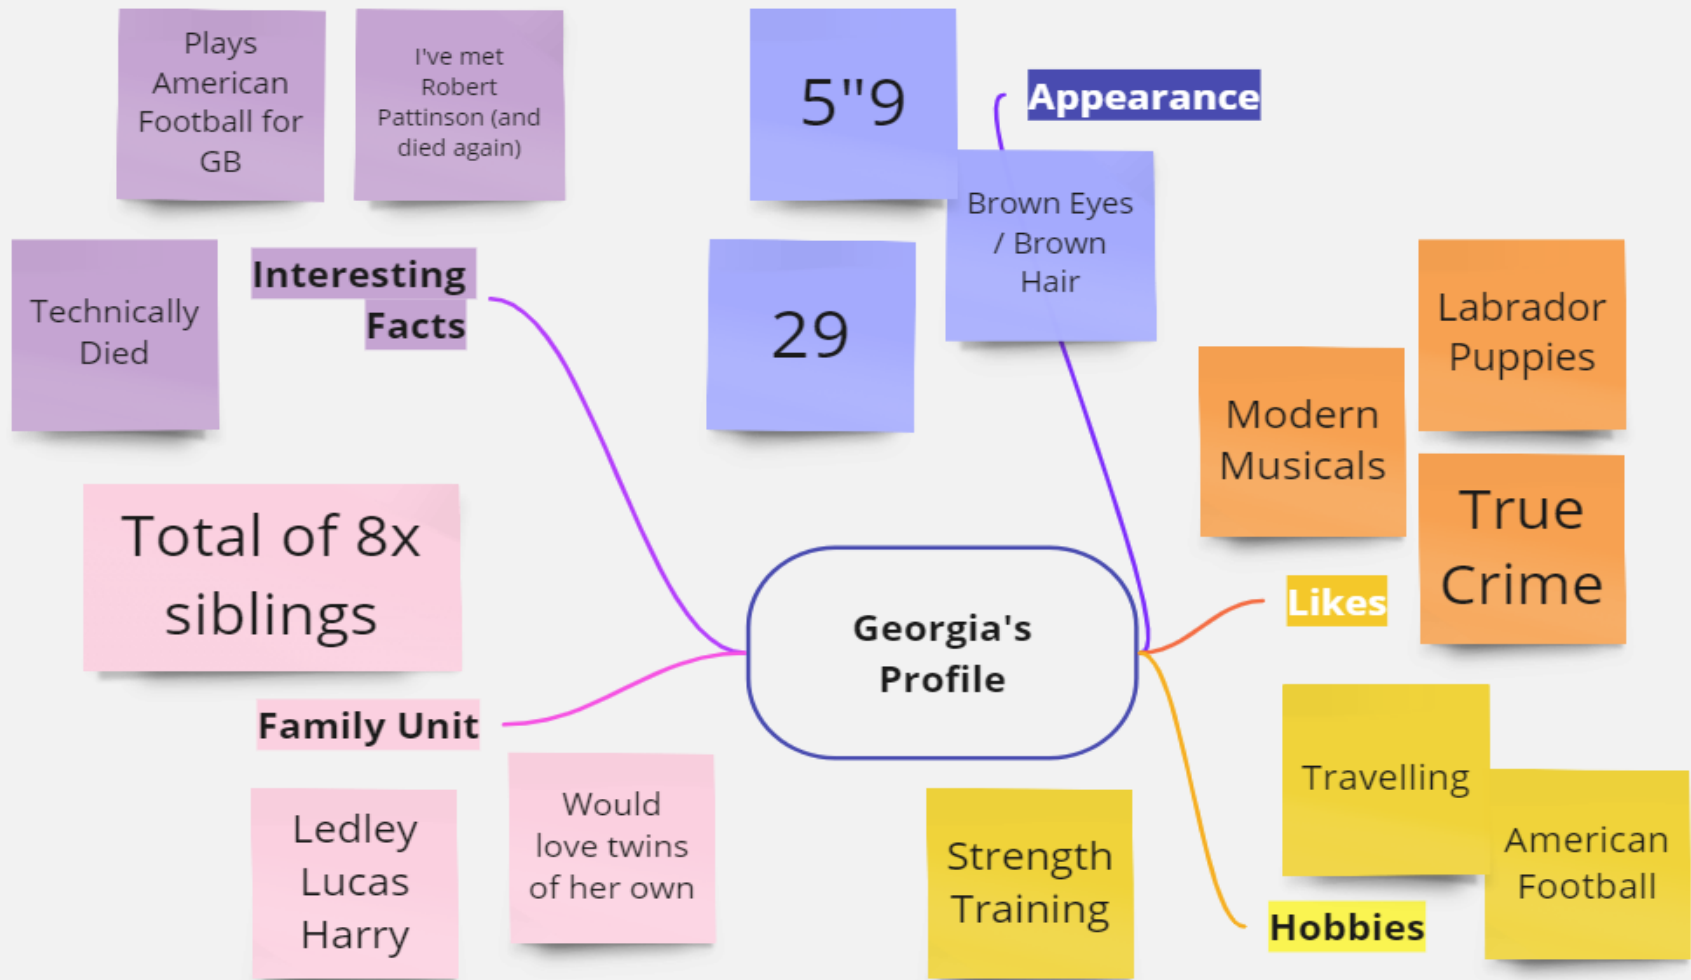 Plays
American
Football for
GB
I've met
Robert
Pattinson (and
died again)
Technically
Died
Interesting
Facts
5"9
29
Brown Eyes
/ Brown
Hair
Appearance
Labrador
Puppies
Modern
Musicals
True
Crime
Likes
Georgia's
Profile
Total of 8x
siblings
Family Unit
Ledley
Lucas
Harry
Would
love twins
of her own
Strength
Training
Travelling
American
Football
Hobbies